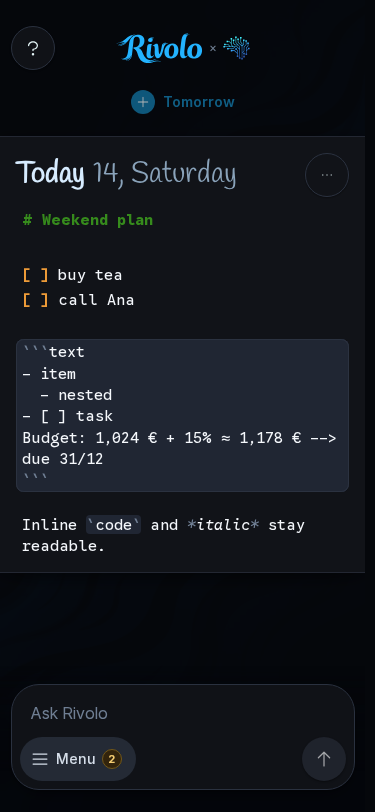 ?
Rivolo ×
+ Tomorrow
Today 14, Saturday
···
# Weekend plan
[ ] buy tea
[ ] call Ana
```text
- item
  - nested
- [ ] task
Budget: 1,024 € + 15% ≈ 1,178 € -->
due 31/12
```
Inline `code` and *italic* stay
readable.
Ask Rivolo
Menu 2